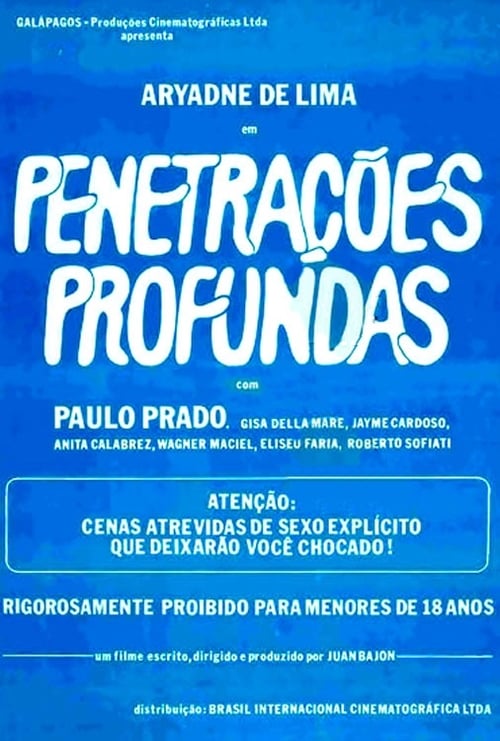 GALÁPAGOS - Produções Cinematográficas Ltda
apresenta
ARYADNE DE LIMA
em
PENETRAÇÕES
PROFUNDAS
com
PAULO PRADO. GISA DELLA MARE, JAYME CARDOSO,
ANITA CALABREZ, WAGNER MACIEL, ELISEU FARIA, ROBERTO SOFIATI
ATENÇÃO:
CENAS ATREVIDAS DE SEXO EXPLÍCITO
QUE DEIXARÃO VOCÊ CHOCADO!
RIGOROSAMENTE PROIBIDO PARA MENORES DE 18 ANOS
um filme escrito, dirigido e produzido por JUAN BAJON
distribuição: BRASIL INTERNACIONAL CINEMATOGRÁFICA LTDA